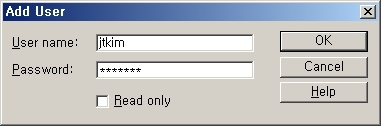 Add User
User name: jtkim
OK
Password: *******
Cancel
Read only
Help